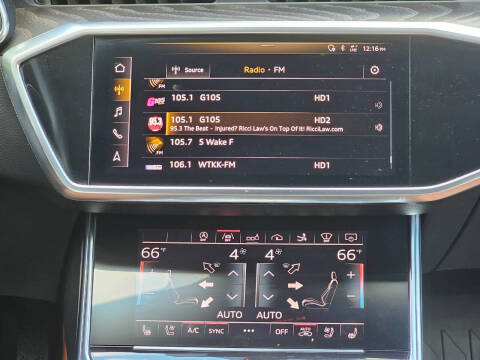 12:16 PM
Source
Radio • FM
105.1 G105 HD1
105.1 G105 HD2
95.3 The Beat - Injured? Ricci Law's On Top Of It! RicciLaw.com
105.7 S Wake F
106.1 WTKK-FM HD1
66°F 4 4 66°F
AUTO AUTO
A/C SYNC ••• OFF